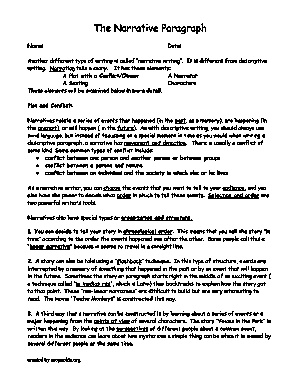 The Narrative Paragraph
Name: Date:
Another different type of writing is called "narrative writing". It is different from descriptive
writing. Narration tells a story. It has these elements:
A Plot with a Conflict/Climax A Narrator
A Setting Characters
These elements will be examined below in more detail.
Plot and Conflict:
Narratives relate a series of events that happened (in the past, as a memory), are happening (in
the present) or will happen ( in the future). As with descriptive writing, you should always use
vivid language, but instead of focusing on a special moment in time as you would when writing a
descriptive paragraph, a narrative has movement and direction. There is usually a conflict of
some kind. Some common types of conflict include:
• conflict between one person and another person or between groups
• conflict between a person and nature
• conflict between an individual and the society in which she or he lives
As a narrative writer, you can choose the events that you want to tell to your audience, and you
also have the power to decide what order in which to tell these events. Selection and order are
two powerful writer's tools.
Narratives also have special types of organization and structure.
1. You can decide to tell your story in chronological order. This means that you tell the story "in
time" according to the order the event happened one after the other. Some people call this a
"linear narrative" because it seems to travel in a straight line.
2. A story can also be told using a "flashback" technique. In this type of structure, events are
interrupted by a memory of something that happened in the past or by an event that will happen
in the future. Sometimes the story or paragraph starts right in the middle of an exciting event (
a technique called "in medias res", which is Latin) then backtracks to explain how the story got
to that point. These "non-linear narratives" are difficult to build but are very interesting to
read. The movie "Twelve Monkeys" is constructed this way.
3. A third way that a narrative can be constructed is by learning about a series of events or a
major happening from the points of view of several characters. The story "Voices in the Park" is
written this way. By looking at the perspectives of different people about a common event,
readers in the audience can learn about how mysterious a simple thing can be when it is viewed by
several different people at the same time.